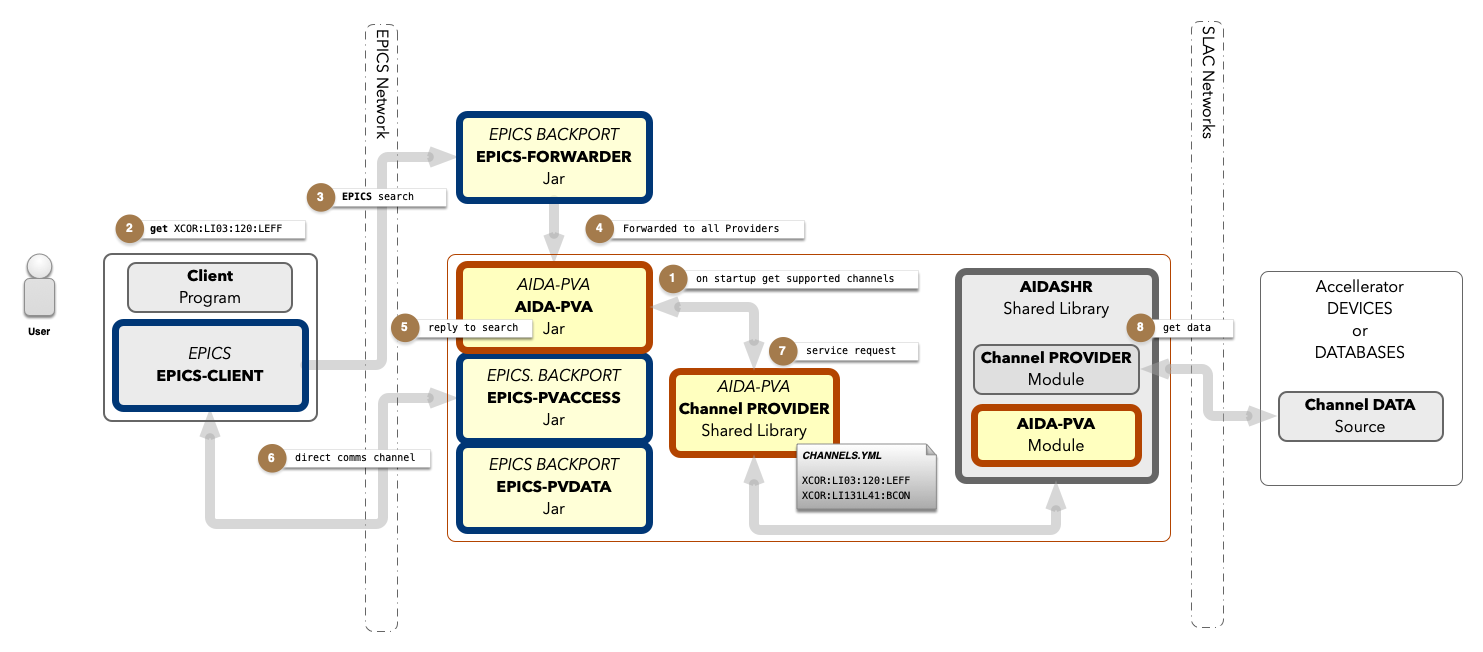 EPICS Network
SLAC Networks
EPICS BACKPORT
EPICS-FORWARDER
Jar
3 EPICS search
2 get XCOR:LI03:120:LEFF
4 Forwarded to all Providers
User
Client
Program
EPICS
EPICS-CLIENT
AIDA-PVA
AIDA-PVA
Jar
1 on startup get supported channels
5 reply to search
7 service request
EPICS. BACKPORT
EPICS-PVACCESS
Jar
AIDA-PVA
Channel PROVIDER
Shared Library
6 direct comms channel
EPICS BACKPORT
EPICS-PVDATA
Jar
CHANNELS.YML
XCOR:LI03:120:LEFF
XCOR:LI131L41:BCON
AIDASHR
Shared Library
8 get data
Channel PROVIDER
Module
AIDA-PVA
Module
Accellerator
DEVICES
or
DATABASES
Channel DATA
Source